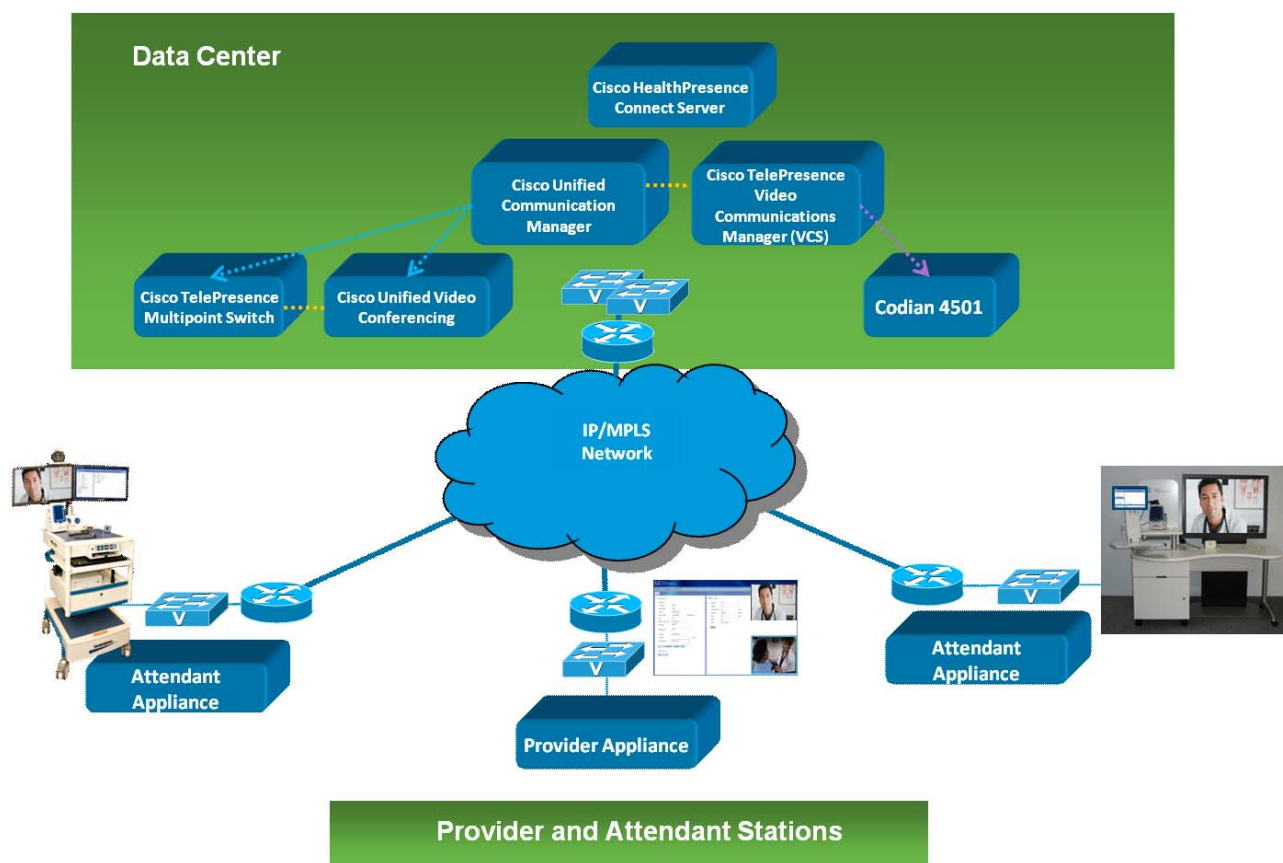 Data Center
Cisco HealthPresence
Connect Server
Cisco Unified
Communication
Manager
Cisco TelePresence
Video
Communications
Manager (VCS)
Cisco TelePresence
Multipoint Switch
Cisco Unified Video
Conferencing
Codian 4501
V
V
IP/MPLS
Network
V
V
V
Attendant
Appliance
Attendant
Appliance
Provider Appliance
Provider and Attendant Stations